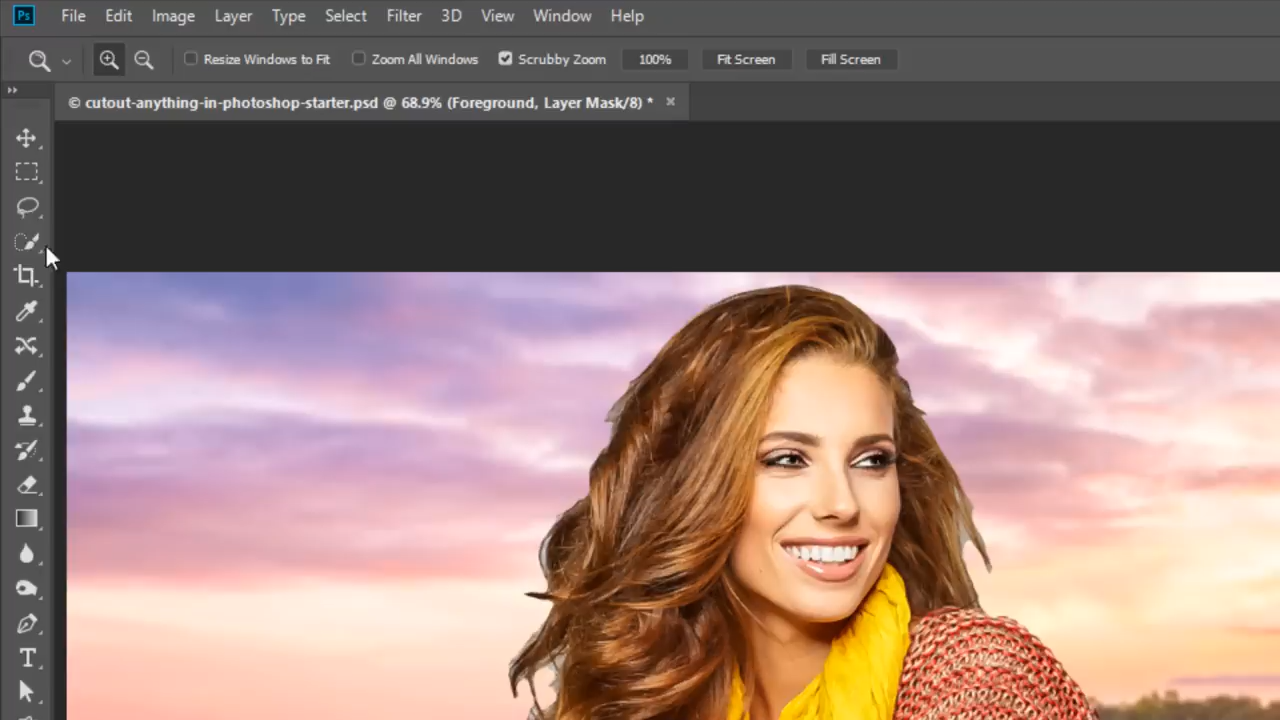 Ps File Edit Image Layer Type Select Filter 3D View Window Help
Resize Windows to Fit Zoom All Windows Scrubby Zoom 100% Fit Screen Fill Screen
© cutout-anything-in-photoshop-starter.psd @ 68.9% (Foreground, Layer Mask/8) *
T